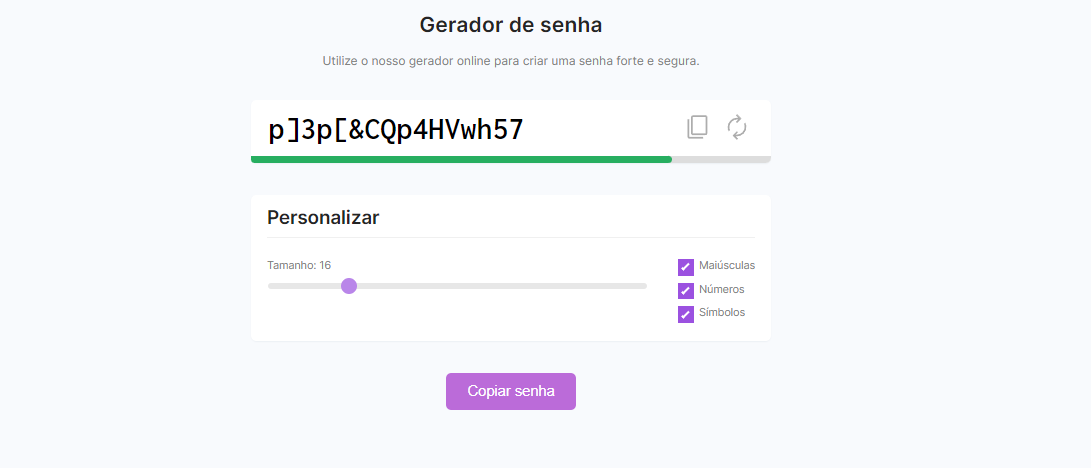 Gerador de senha
Utilize o nosso gerador online para criar uma senha forte e segura.
p]3p[&CQp4HVwh57
Personalizar
Tamanho: 16
Maiúsculas
Números
Símbolos
Copiar senha